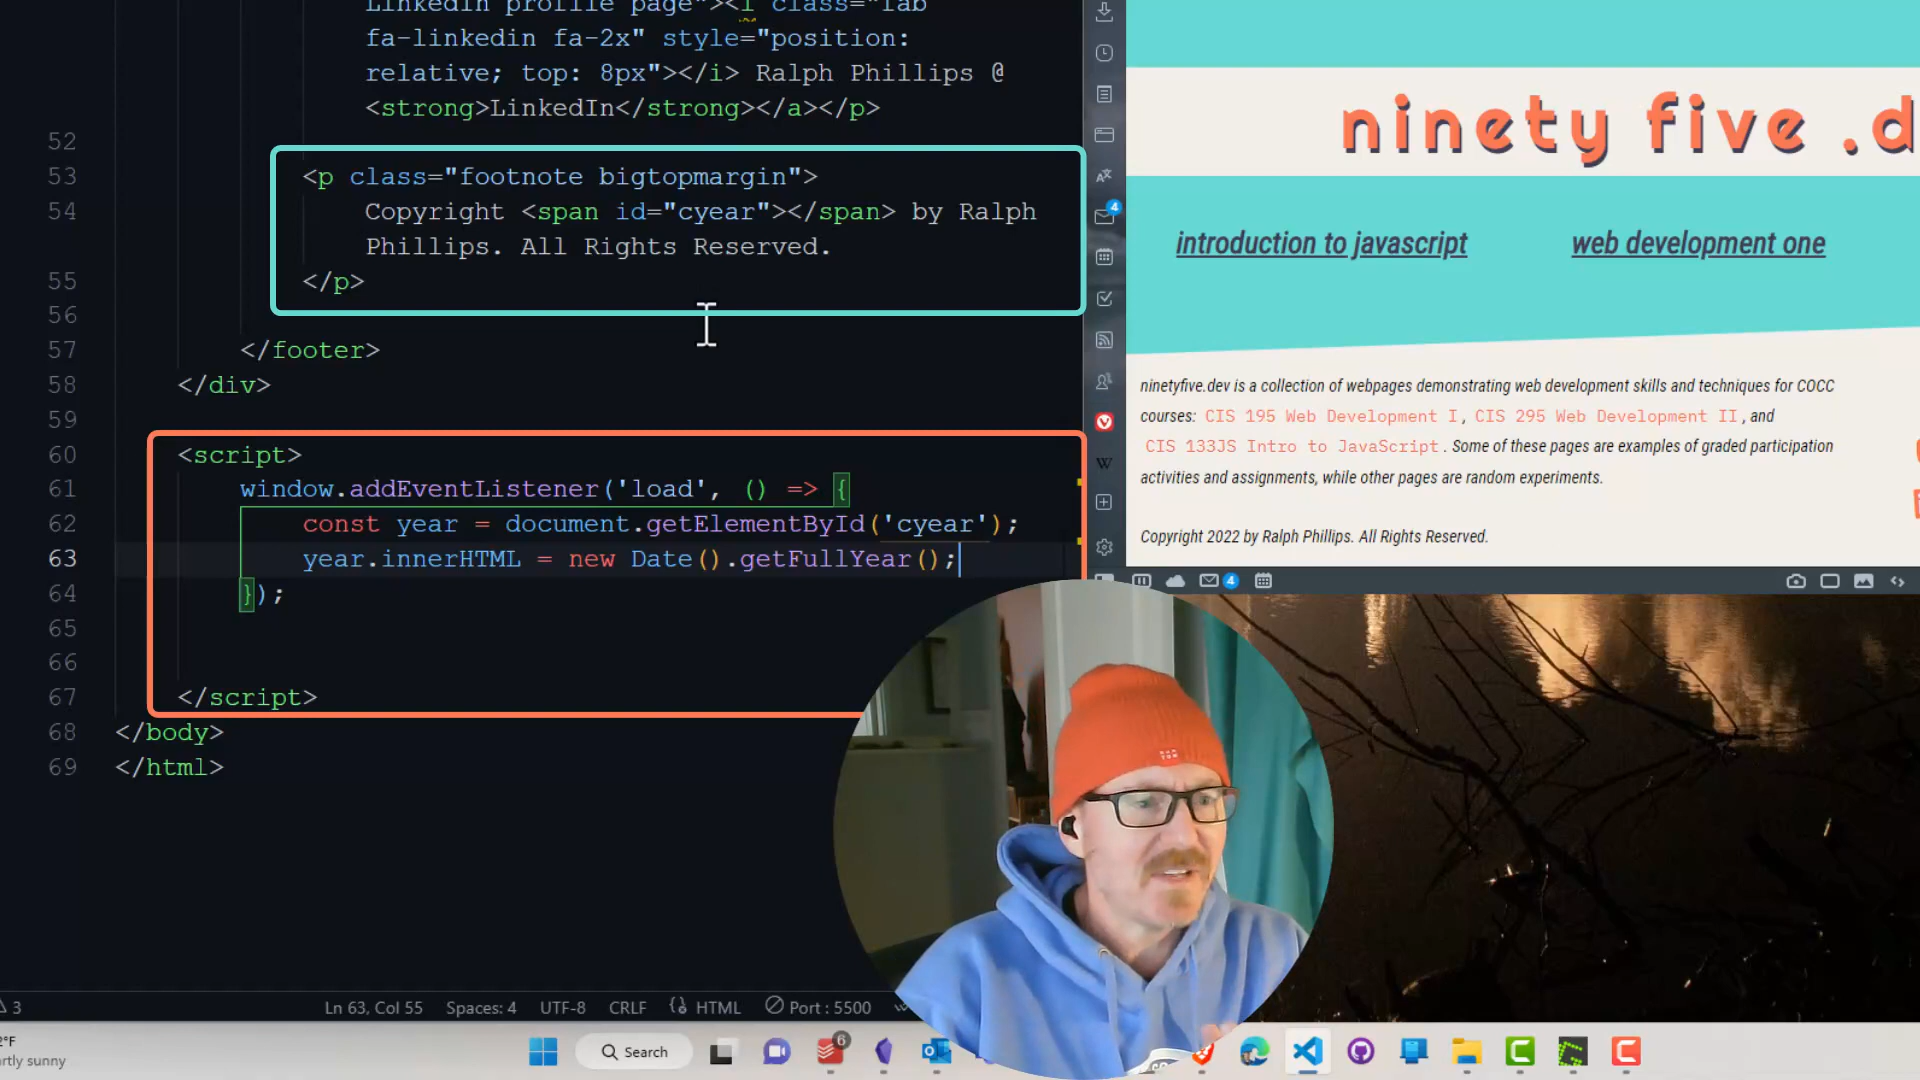 LinkedIn profile page"><i class="fab
fa-linkedin fa-2x" style="position:
relative; top: 8px"></i> Ralph Phillips @
<strong>LinkedIn</strong></a></p>
52
53 <p class="footnote bigtopmargin">
54 Copyright <span id="cyear"></span> by Ralph
Phillips. All Rights Reserved.
55 </p>
56
57 </footer>
58 </div>
59
60 <script>
61 window.addEventListener('load', () => {
62 const year = document.getElementById('cyear');
63 year.innerHTML = new Date().getFullYear();
64 });
65
66
67 </script>
68 </body>
69 </html>
3 Ln 63, Col 55 Spaces: 4 UTF-8 CRLF HTML Port : 5500
ninety five .d
introduction to javascript web development one
ninetyfive.dev is a collection of webpages demonstrating web development skills and techniques for COCC
courses: CIS 195 Web Development I, CIS 295 Web Development II, and
CIS 133JS Intro to JavaScript. Some of these pages are examples of graded participation
activities and assignments, while other pages are random experiments.
Copyright 2022 by Ralph Phillips. All Rights Reserved.
4
W
4
2°F
rtly sunny
Search
6